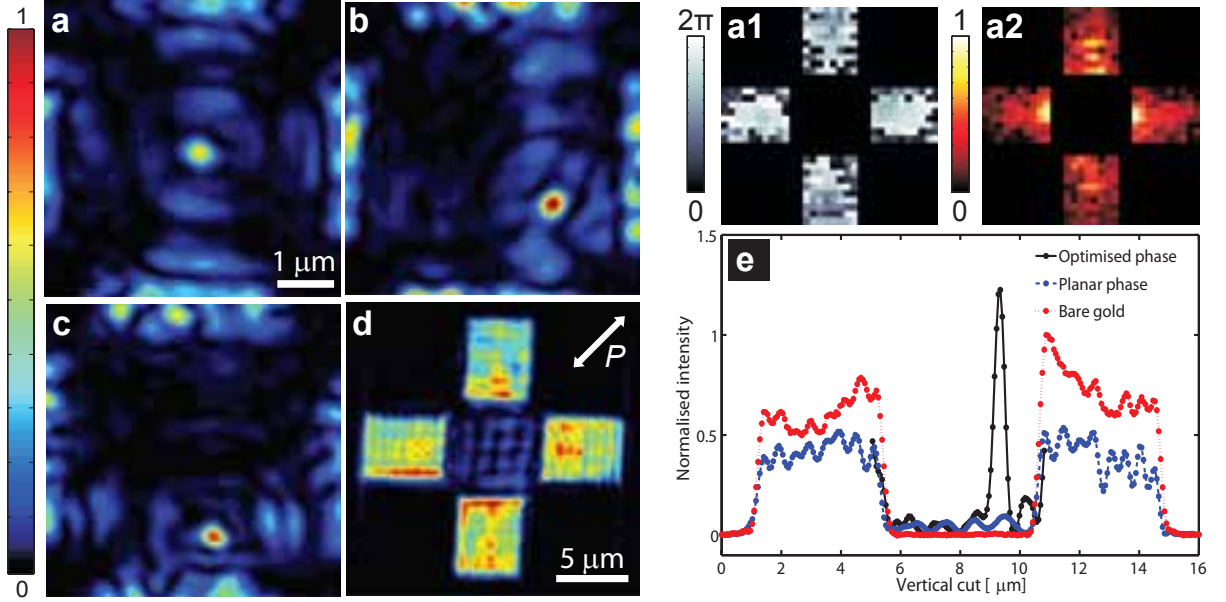 1
0
a
1 μm
b
c
d
P
5 μm
2π
0
a1
1
0
a2
e
Optimised phase
Planar phase
Bare gold
Normalised intensity
1.5
1
0.5
0
0 2 4 6 8 10 12 14 16
Vertical cut [ μm]